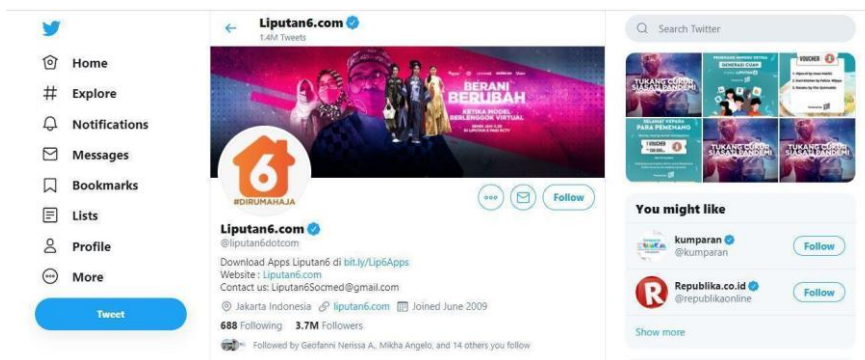 Home
Explore
Notifications
Messages
Bookmarks
Lists
Profile
More
Tweet
Liputan6.com
1.4M Tweets
BERANI
BERUBAH
KETIKA MODEL
BERLENGGOK VIRTUAL
6
#DIRUMAHAJA
Follow
Liputan6.com
@liputan6dotcom
Download Apps Liputan6 di bit.ly/Lip6Apps
Website : Liputan6.com
Contact us: Liputan6Socmed@gmail.com
Jakarta Indonesia liputan6.com Joined June 2009
688 Following 3.7M Followers
Followed by Geofanni Nerissa A., Mikha Angelo, and 14 others you follow
Search Twitter
TUKANG CUKUR
SIASATI PANDEMI
GENERASI CUAP
VOUCHER
SELAMAT KEPADA
PARA PEMENANG
VOUCHER
TUKANG CUKUR
SIASATI PANDEMI
TUKANG CUKUR
SIASATI PANDEMI
You might like
kumparan
@kumparan
Follow
R
Republika.co.id
@republikaonline
Follow
Show more